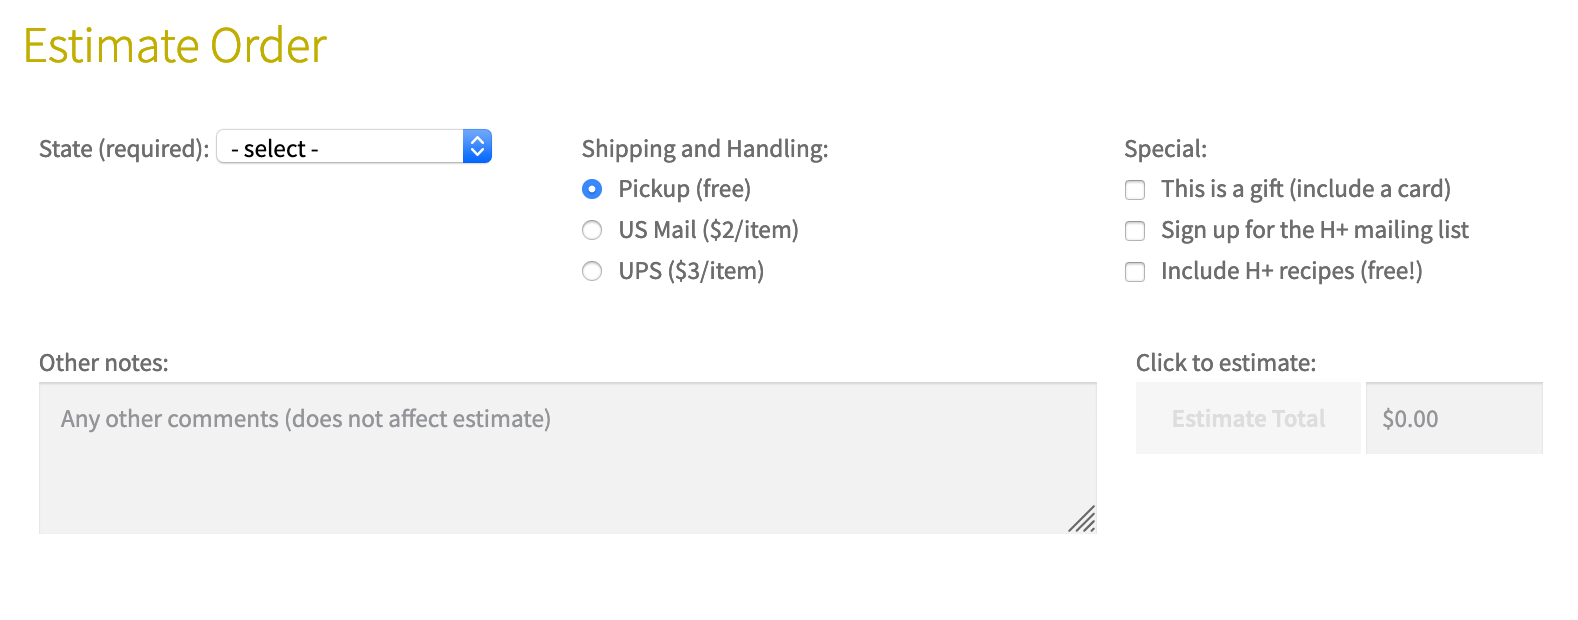 Estimate Order
State (required): - select -
Shipping and Handling:
Pickup (free)
US Mail ($2/item)
UPS ($3/item)
Special:
This is a gift (include a card)
Sign up for the H+ mailing list
Include H+ recipes (free!)
Other notes:
Any other comments (does not affect estimate)
Click to estimate:
Estimate Total $0.00